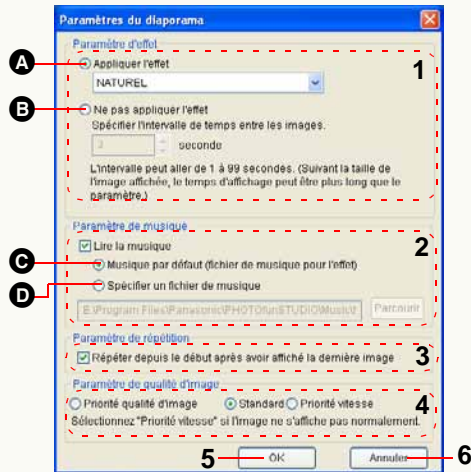 Paramètres du diaporama
Paramètre d'effet
A Appliquer l'effet 1
NATUREL
B Ne pas appliquer l'effet
Spécifier l'intervalle de temps entre les images.
3 seconde
L'intervalle peut aller de 1 à 99 secondes. (Suivant la taille de
l'image affichée, le temps d'affichage peut être plus long que le
paramètre.)
Paramètre de musique
Lire la musique 2
C Musique par défaut (fichier de musique pour l'effet)
D Spécifier un fichier de musique
E:\Program Files\Panasonic\PHOTOfunSTUDIO\Music\ Parcourir
Paramètre de répétition
Répéter depuis le début après avoir affiché la dernière image 3
Paramètre de qualité d'image
Priorité qualité d'image Standard Priorité vitesse 4
Sélectionnez "Priorité vitesse" si l'image ne s'affiche pas normalement.
5 OK Annuler 6